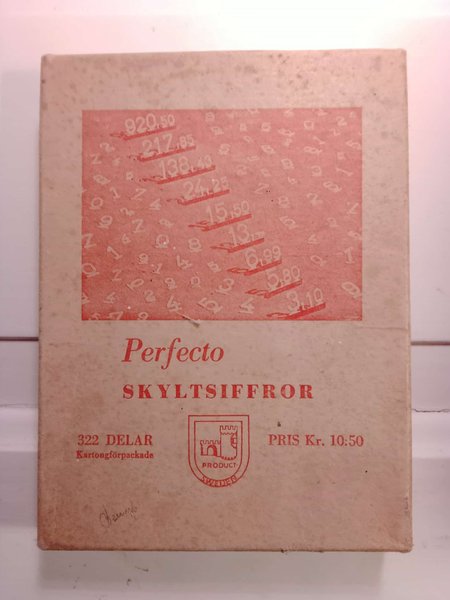 920.50
217.65
138.43
24.25
15.50
13.
6.99
5.80
3.10
Perfecto
SKYLTSIFFROR
322 DELAR
Kartongförpackade
PRODUCT
SWEDEN
PRIS Kr. 10:50